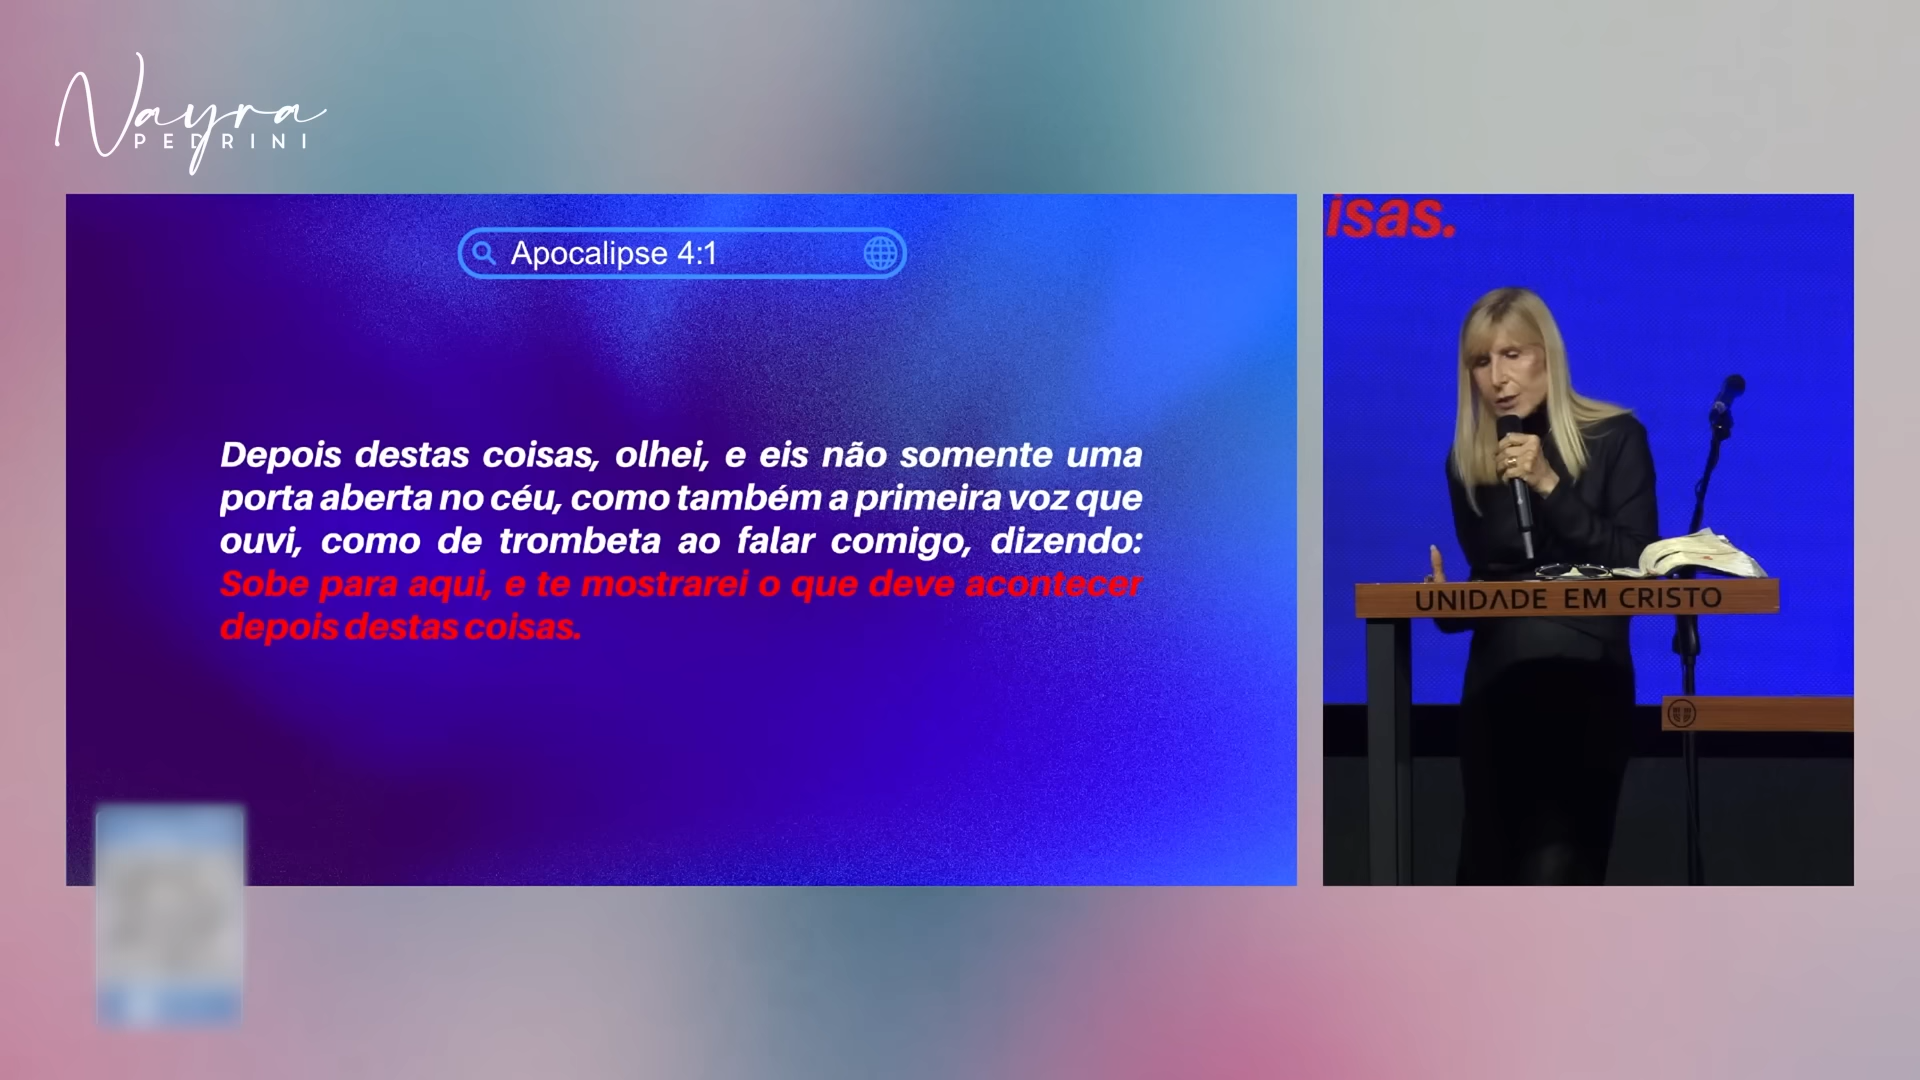 Nayra
PEDRINI
Apocalipse 4:1
Depois destas coisas, olhei, e eis não somente uma
porta aberta no céu, como também a primeira voz que
ouvi, como de trombeta ao falar comigo, dizendo:
Sobe para aqui, e te mostrarei o que deve acontecer
depois destas coisas.
isas.
UNIDADE EM CRISTO